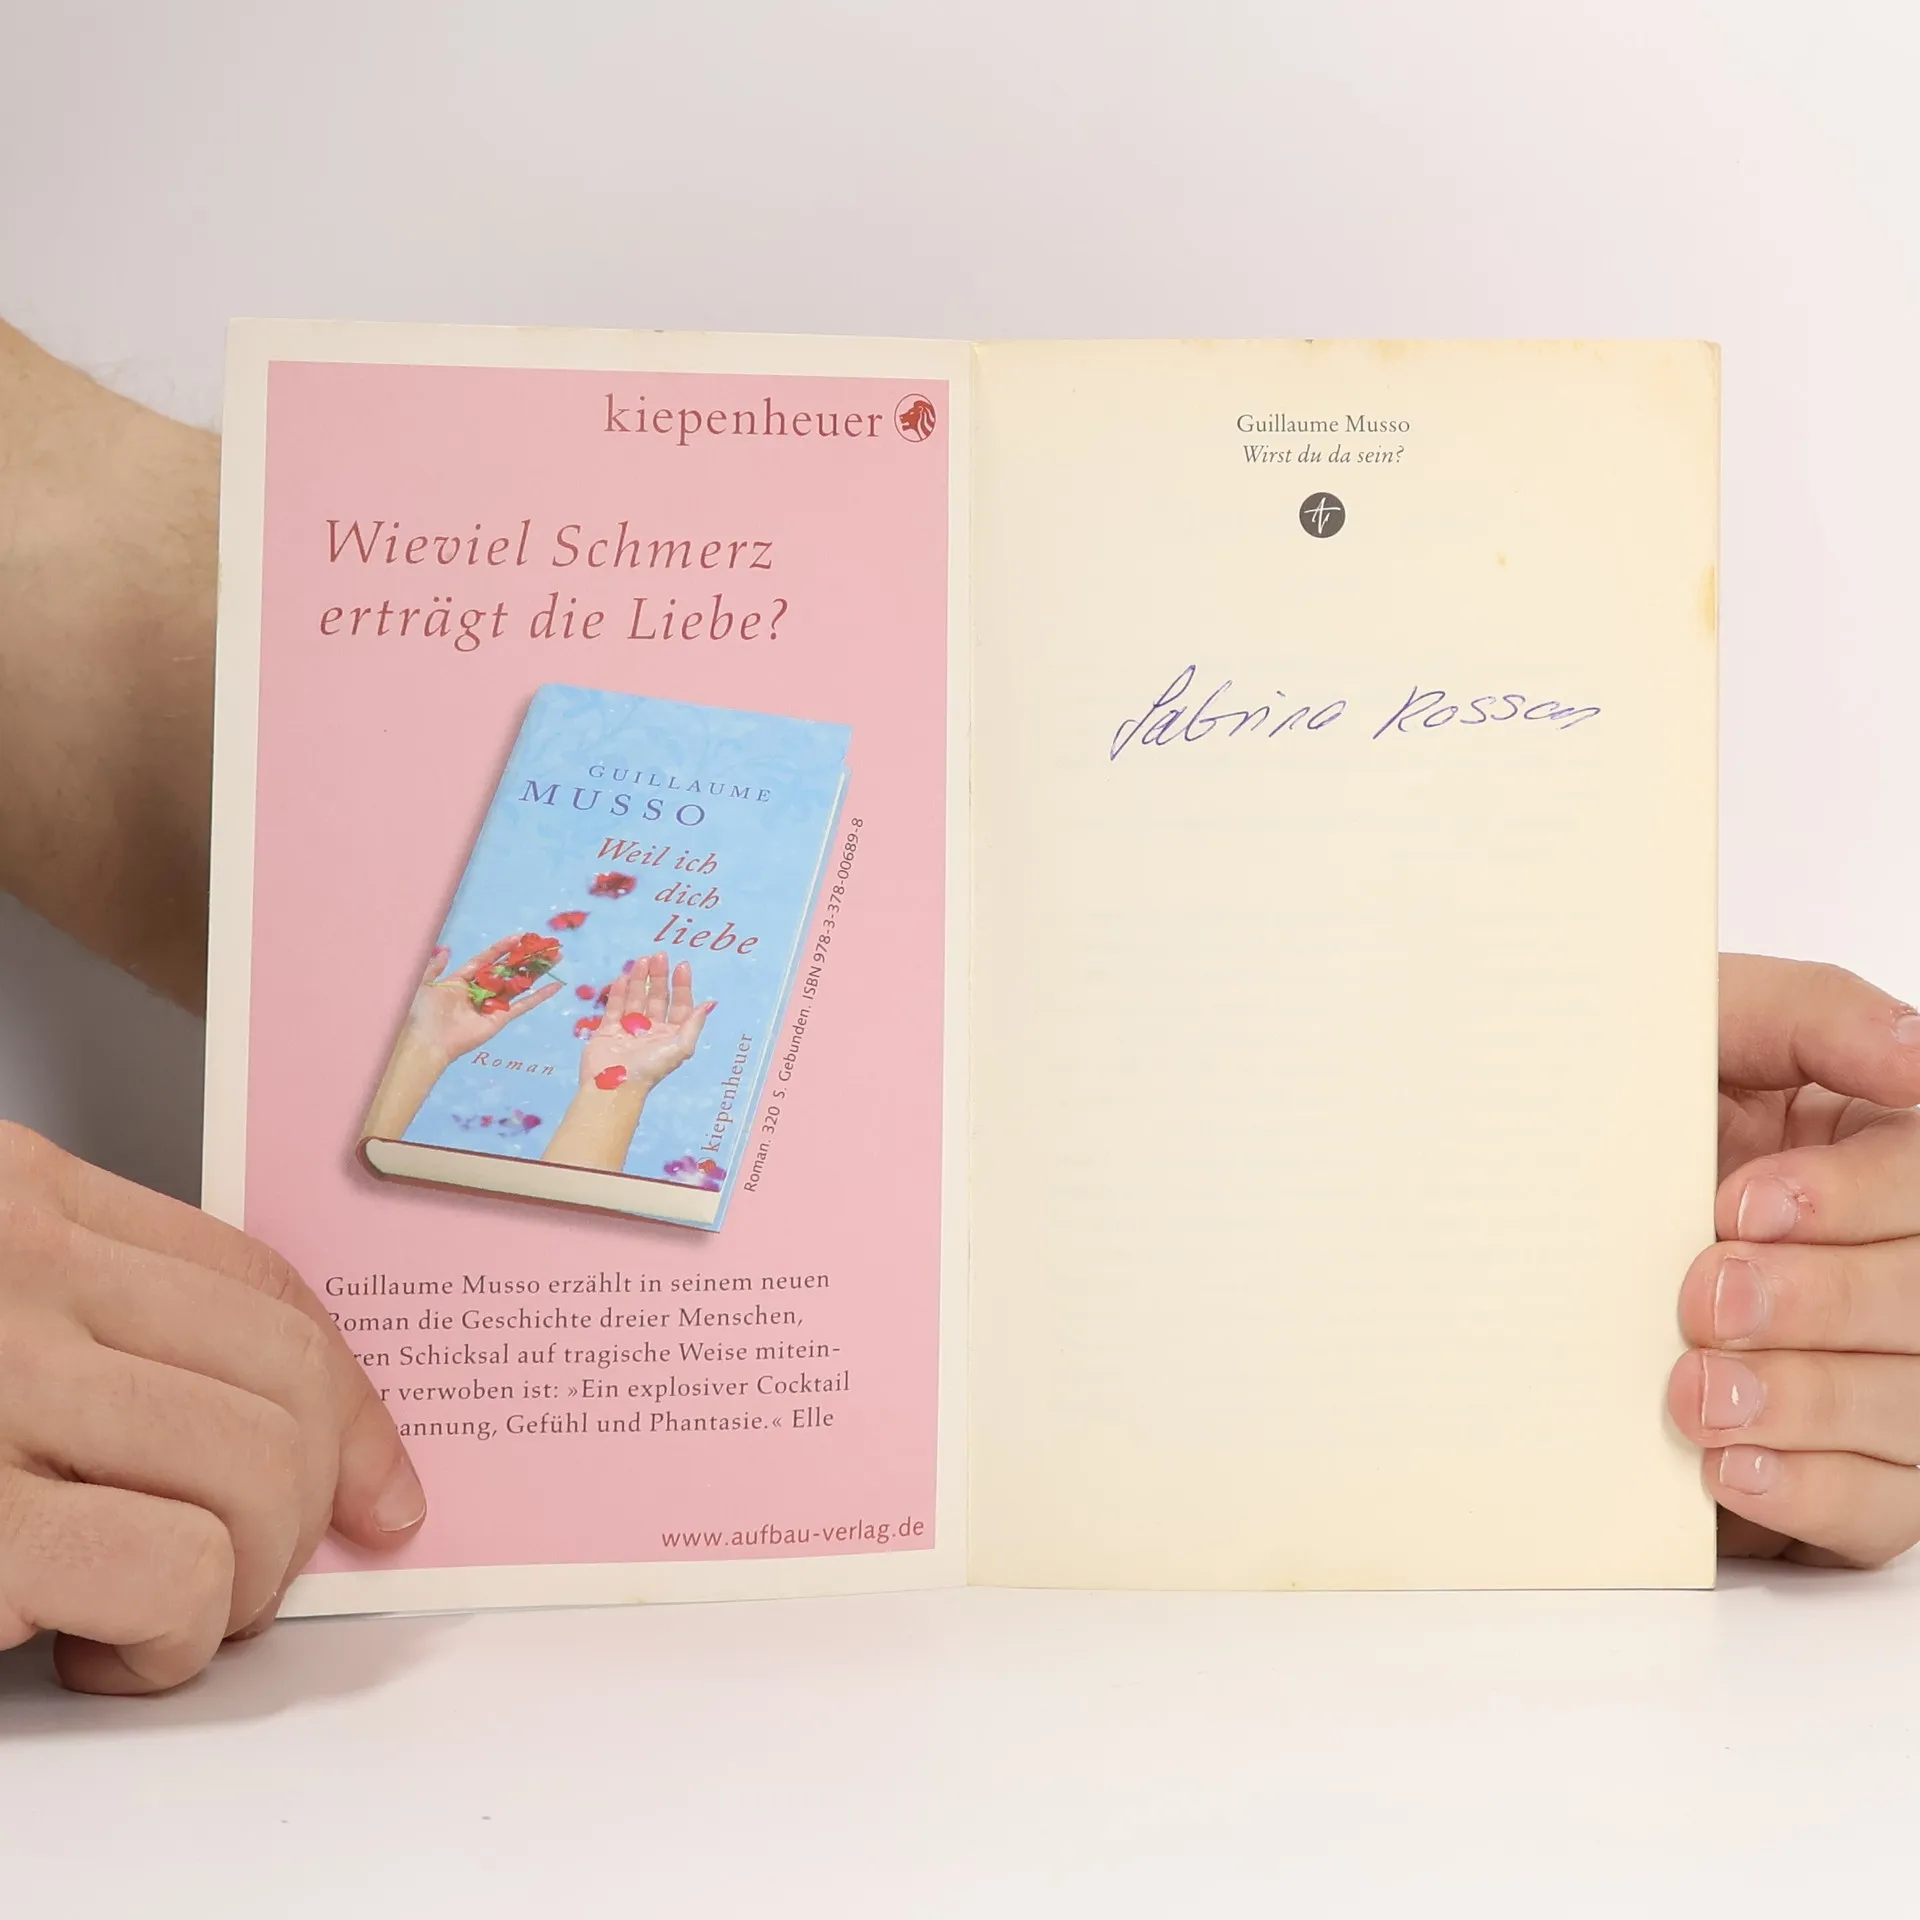 kiepenheuer
Wieviel Schmerz
erträgt die Liebe?
GUILLAUME
MUSSO
Weil ich
dich
liebe
Roman
kiepenheuer
Roman. 320 S. Gebunden. ISBN 978-3-378-00689-8
Guillaume Musso erzählt in seinem neuen
Roman die Geschichte dreier Menschen,
ren Schicksal auf tragische Weise mitein-
r verwoben ist: »Ein explosiver Cocktail
annung, Gefühl und Phantasie.« Elle
www.aufbau-verlag.de
Guillaume Musso
Wirst du da sein?
Sabrina